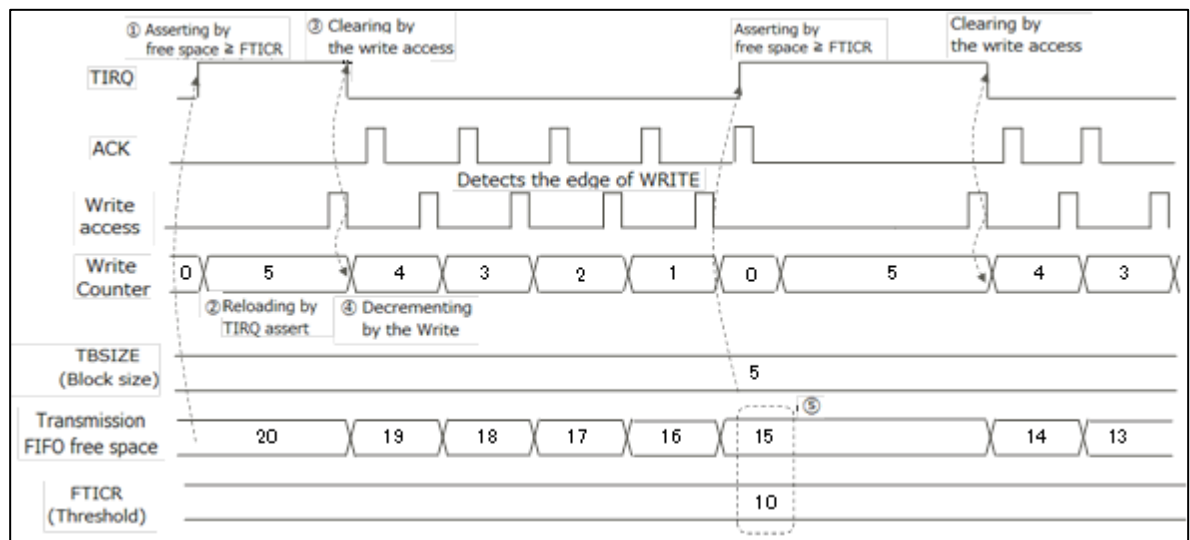 ① Asserting by
free space ≧ FTICR
③ Clearing by
the write access
Asserting by
free space ≧ FTICR
Clearing by
the write access
TIRQ
ACK
Detects the edge of WRITE
Write
access
Write
Counter
0 5 4 3 2 1 0 5 4 3
②Reloading by
TIRQ assert
④ Decrementing
by the Write
TBSIZE
(Block size)
5
⑤
Transmission
FIFO free space
20 19 18 17 16 15 14 13
FTICR
(Threshold)
10